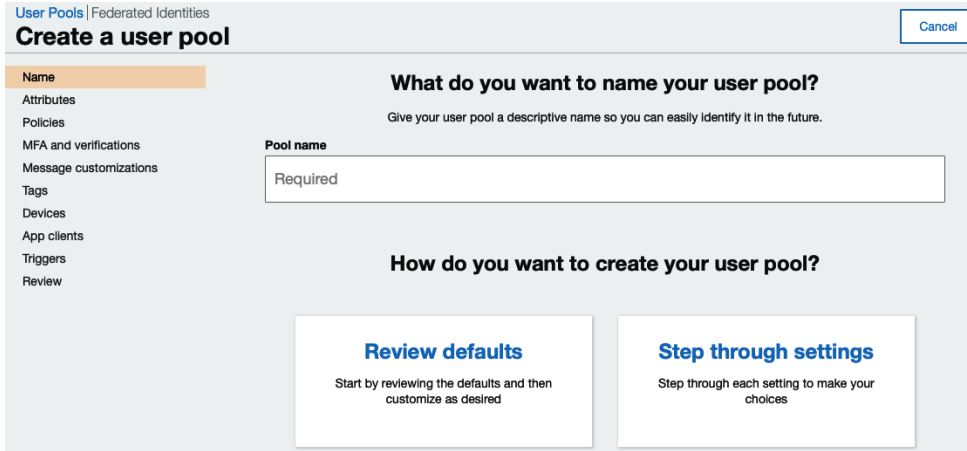 User Pools | Federated Identities
Create a user pool
Cancel
Name
Attributes
Policies
MFA and verifications
Message customizations
Tags
Devices
App clients
Triggers
Review
What do you want to name your user pool?
Give your user pool a descriptive name so you can easily identify it in the future.
Pool name
Required
How do you want to create your user pool?
Review defaults
Start by reviewing the defaults and then
customize as desired
Step through settings
Step through each setting to make your
choices